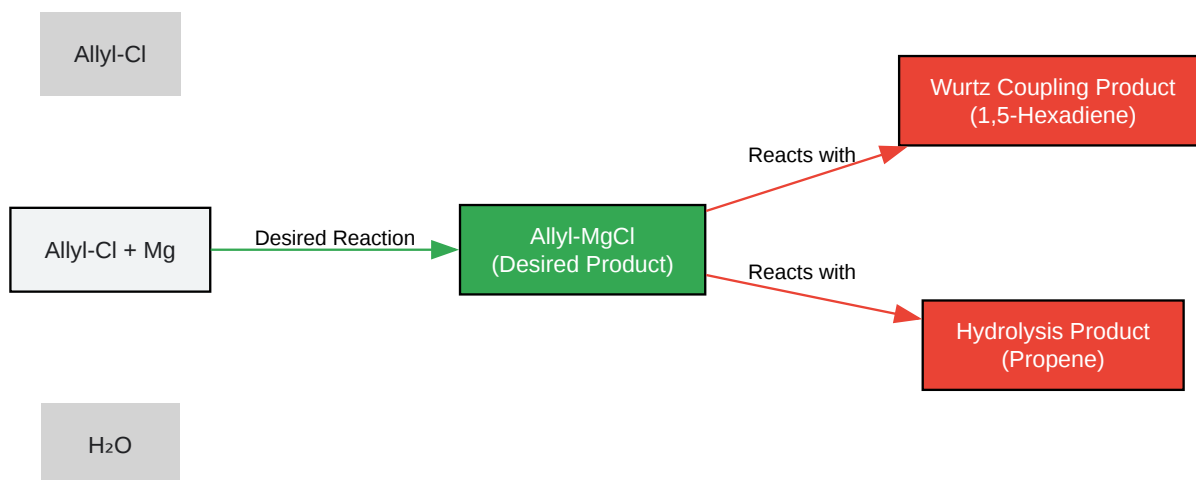 Allyl-Cl
Wurtz Coupling Product
(1,5-Hexadiene)
Reacts with
Allyl-Cl + Mg
Desired Reaction
Allyl-MgCl
(Desired Product)
Reacts with
Hydrolysis Product
(Propene)
H₂O